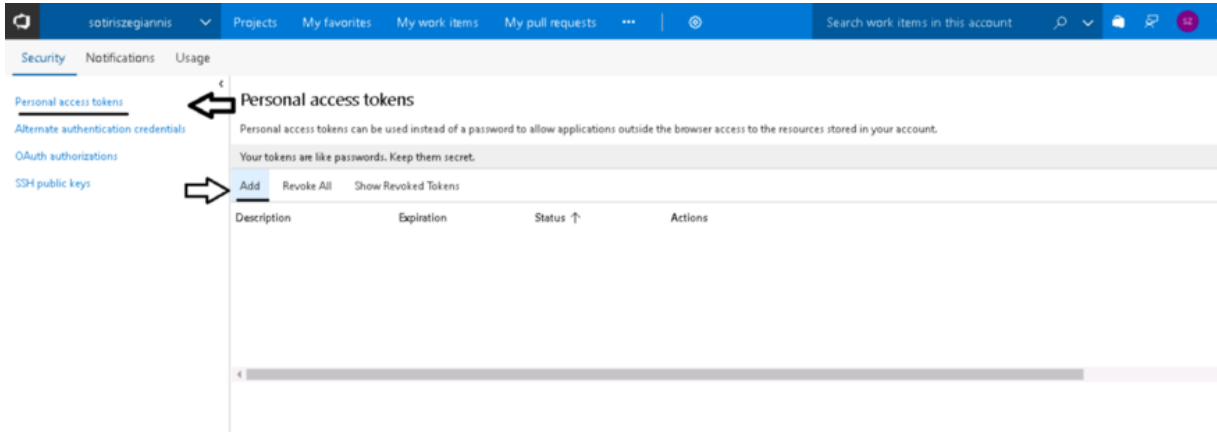 sotiriszegiannis Projects My favorites My work items My pull requests ••• Search work items in this account SZ
Security Notifications Usage
Personal access tokens
Alternate authentication credentials
OAuth authorizations
SSH public keys
Personal access tokens
Personal access tokens can be used instead of a password to allow applications outside the browser access to the resources stored in your account.
Your tokens are like passwords. Keep them secret.
Add Revoke All Show Revoked Tokens
Description Expiration Status ↑ Actions